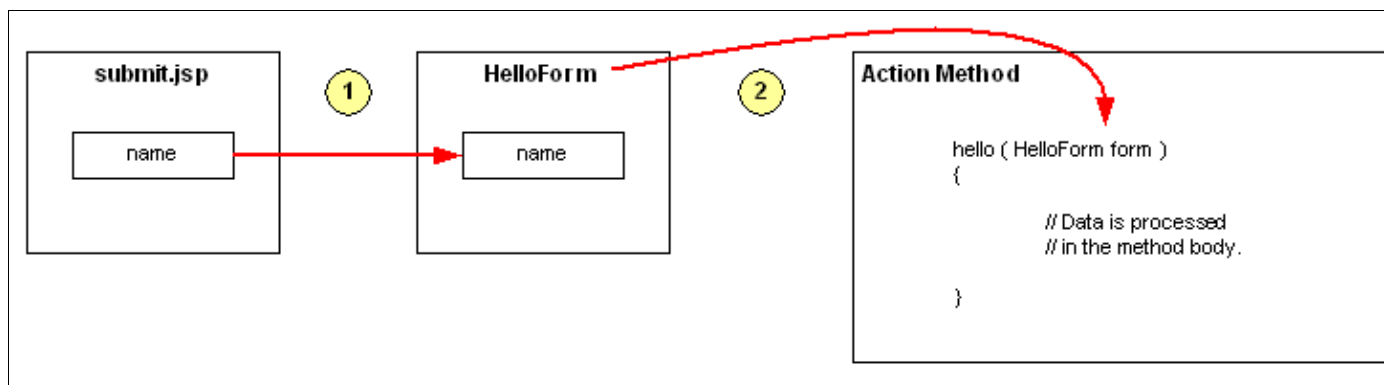 submit.jsp
name
1
HelloForm
name
2
Action Method
hello ( HelloForm form )
{
// Data is processed
// in the method body.
}